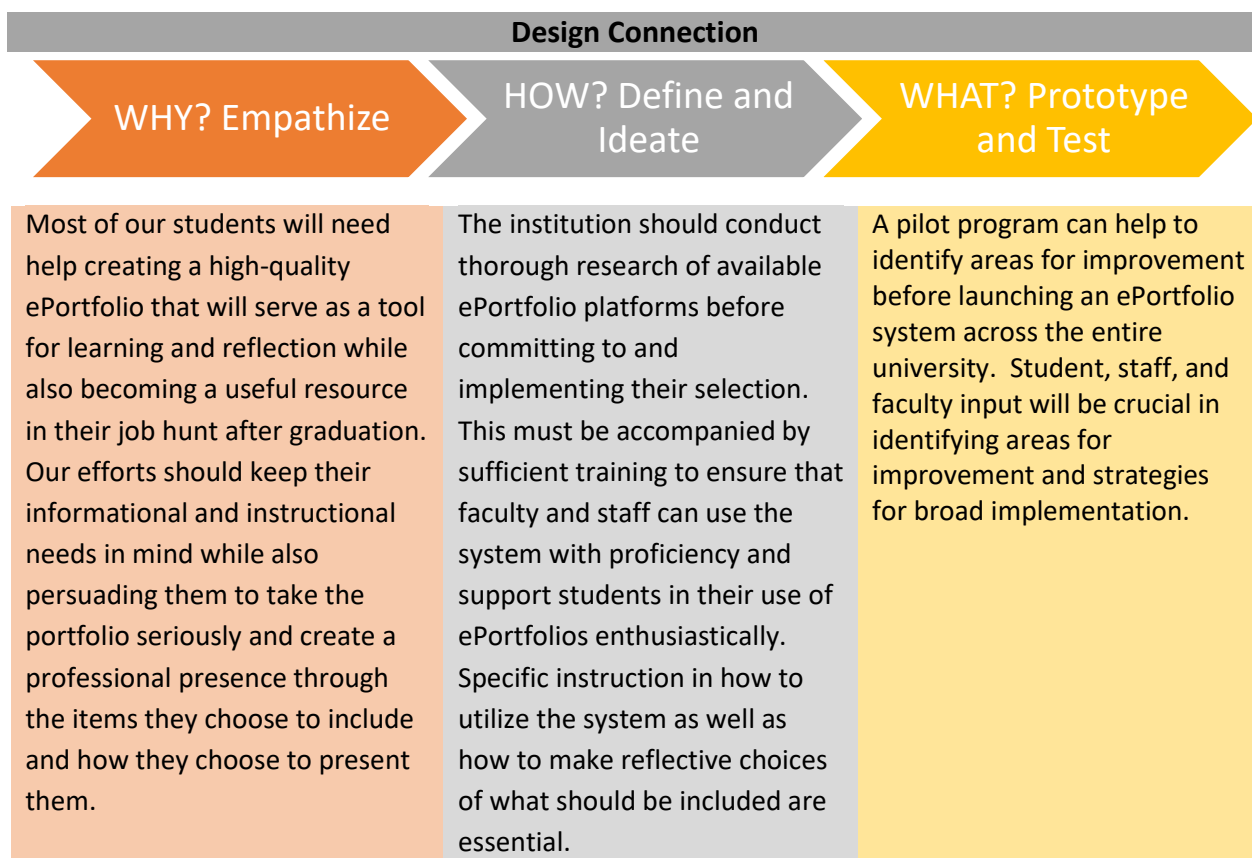 Design Connection
WHY? Empathize
HOW? Define and
Ideate
WHAT? Prototype
and Test
Most of our students will need
help creating a high-quality
ePortfolio that will serve as a tool
for learning and reflection while
also becoming a useful resource
in their job hunt after graduation.
Our efforts should keep their
informational and instructional
needs in mind while also
persuading them to take the
portfolio seriously and create a
professional presence through
the items they choose to include
and how they choose to present
them.
The institution should conduct
thorough research of available
ePortfolio platforms before
committing to and
implementing their selection.
This must be accompanied by
sufficient training to ensure that
faculty and staff can use the
system with proficiency and
support students in their use of
ePortfolios enthusiastically.
Specific instruction in how to
utilize the system as well as
how to make reflective choices
of what should be included are
essential.
A pilot program can help to
identify areas for improvement
before launching an ePortfolio
system across the entire
university.  Student, staff, and
faculty input will be crucial in
identifying areas for
improvement and strategies
for broad implementation.